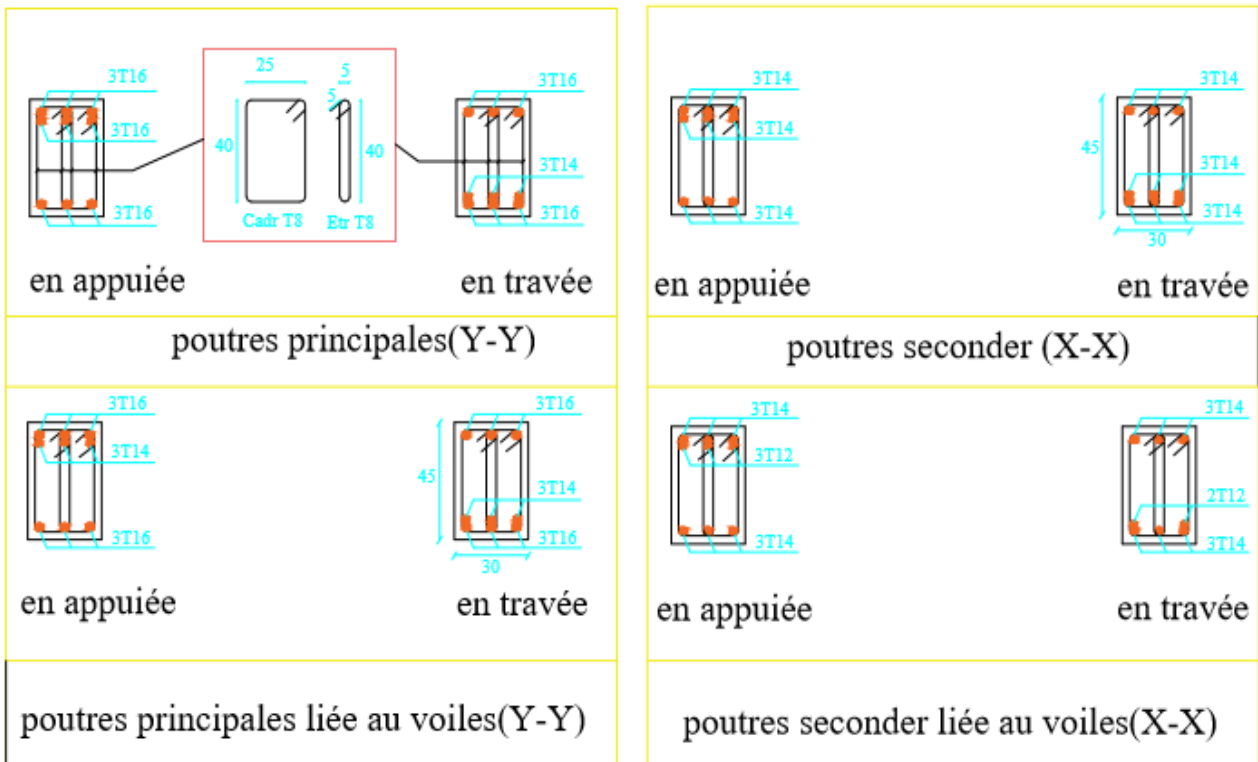 3T16
3T16
3T16
25
5
5
40
40
Cadr T8
Etr T8
3T16
3T14
3T16
en appuiée
en travée
poutres principales(Y-Y)
3T14
3T14
3T14
3T14
45
3T14
3T14
30
en appuiée
en travée
poutres seconder (X-X)
3T16
3T14
3T16
3T16
45
3T14
3T16
30
en appuiée
en travée
poutres principales liée au voiles(Y-Y)
3T14
3T12
3T14
3T14
2T12
3T14
en appuiée
en travée
poutres seconder liée au voiles(X-X)